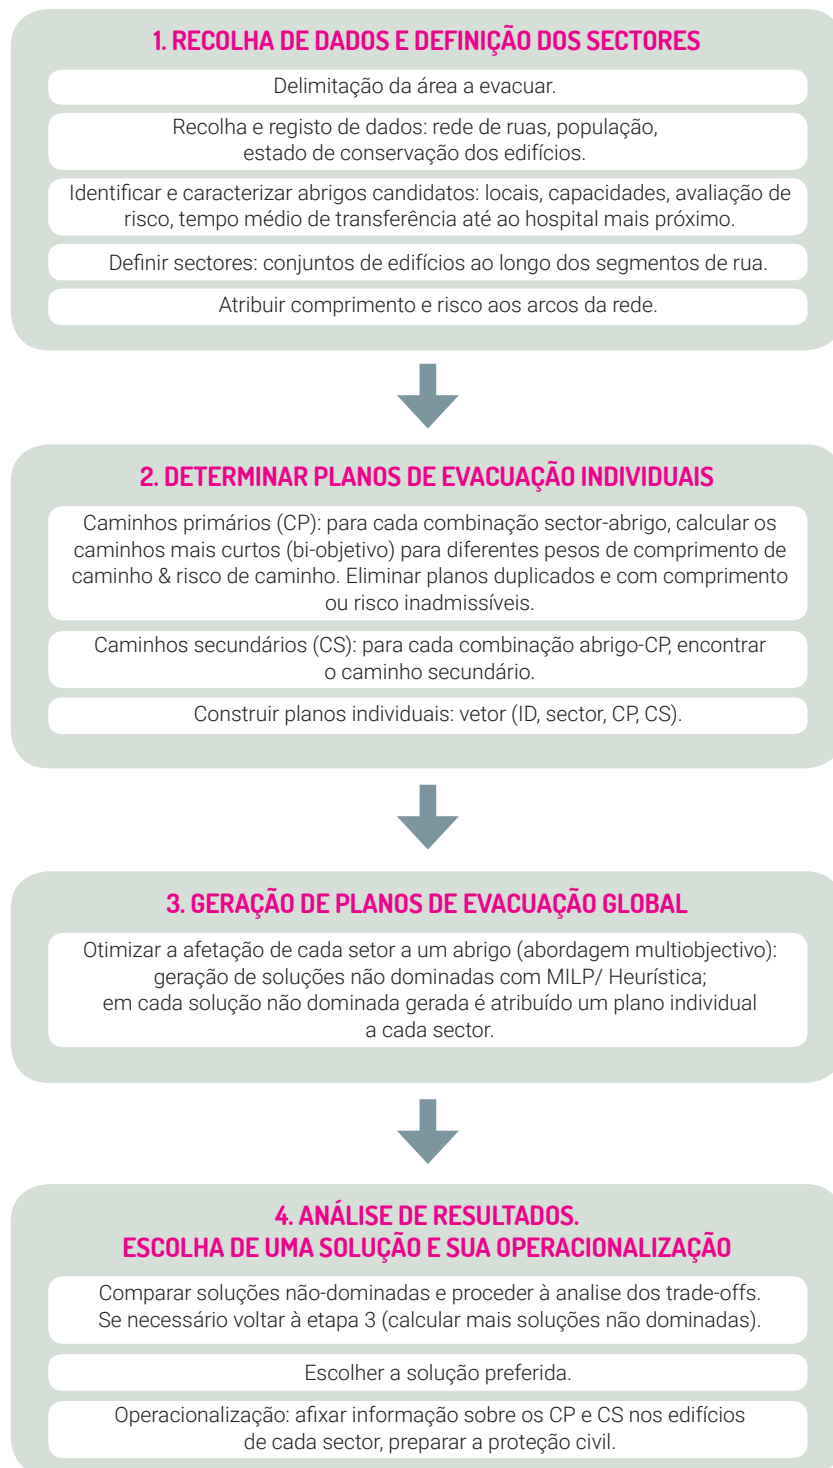 1. RECOLHA DE DADOS E DEFINIÇÃO DOS SECTORES
Delimitação da área a evacuar.
Recolha e registo de dados: rede de ruas, população,
estado de conservação dos edifícios.
Identificar e caracterizar abrigos candidatos: locais, capacidades, avaliação de
risco, tempo médio de transferência até ao hospital mais próximo.
Definir sectores: conjuntos de edifícios ao longo dos segmentos de rua.
Atribuir comprimento e risco aos arcos da rede.
2. DETERMINAR PLANOS DE EVACUAÇÃO INDIVIDUAIS
Caminhos primários (CP): para cada combinação sector-abrigo, calcular os
caminhos mais curtos (bi-objetivo) para diferentes pesos de comprimento de
caminho & risco de caminho. Eliminar planos duplicados e com comprimento
ou risco inadmissíveis.
Caminhos secundários (CS): para cada combinação abrigo-CP, encontrar
o caminho secundário.
Construir planos individuais: vetor (ID, sector, CP, CS).
3. GERAÇÃO DE PLANOS DE EVACUAÇÃO GLOBAL
Otimizar a afetação de cada setor a um abrigo (abordagem multiobjectivo):
geração de soluções não dominadas com MILP/ Heurística;
em cada solução não dominada gerada é atribuído um plano individual
a cada sector.
4. ANÁLISE DE RESULTADOS.
ESCOLHA DE UMA SOLUÇÃO E SUA OPERACIONALIZAÇÃO
Comparar soluções não-dominadas e proceder à analise dos trade-offs.
Se necessário voltar à etapa 3 (calcular mais soluções não dominadas).
Escolher a solução preferida.
Operacionalização: afixar informação sobre os CP e CS nos edifícios
de cada sector, preparar a proteção civil.